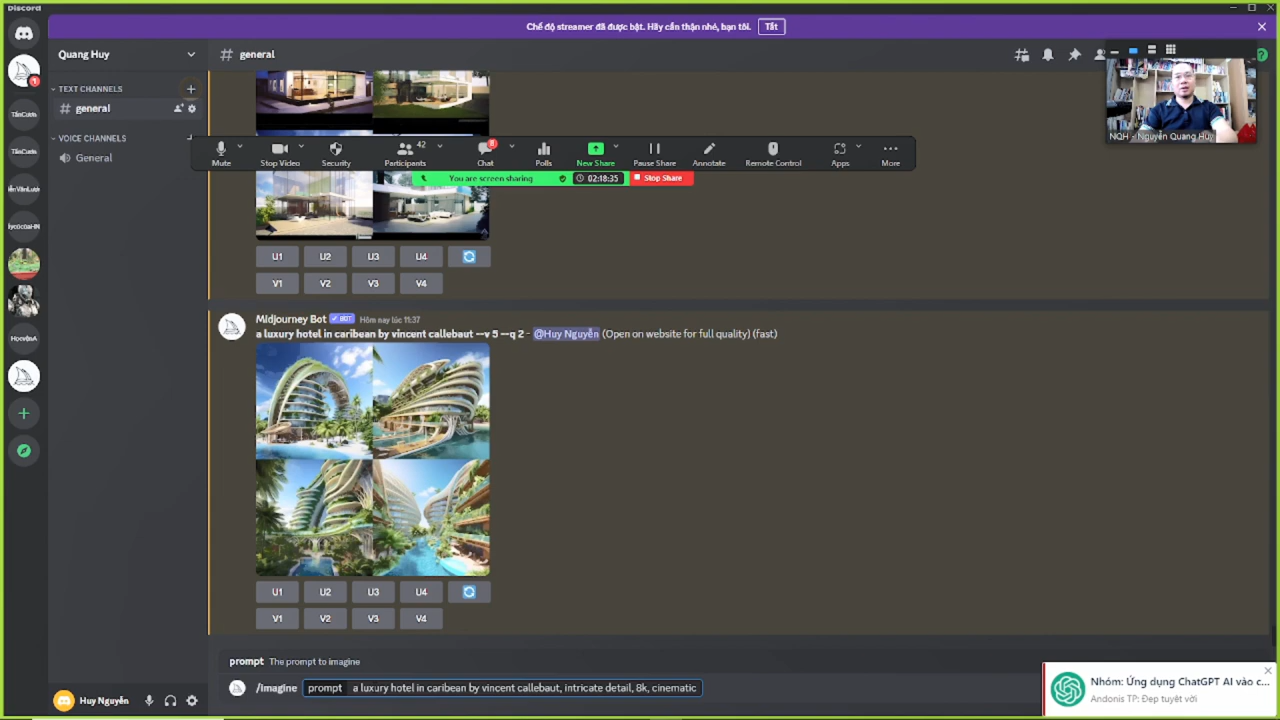 Discord
Chế độ streamer đã được bật. Hãy cẩn thận nhé, bạn tôi. Tắt
Quang Huy
general
TEXT CHANNELS
general
VOICE CHANNELS
General
NQH - Nguyễn Quang Huy
Mute
Stop Video
Security
Participants 42
Chat 8
Polls
New Share
Pause Share
Annotate
Remote Control
Apps
More
You are screen sharing 02:18:35 Stop Share
U1 U2 U3 U4
V1 V2 V3 V4
Midjourney Bot BOT Hôm nay lúc 11:37
a luxury hotel in caribean by vincent callebaut --v 5 --q 2 - @Huy Nguyễn (Open on website for full quality) (fast)
U1 U2 U3 U4
V1 V2 V3 V4
prompt The prompt to imagine
/imagine prompt a luxury hotel in caribean by vincent callebaut, intricate detail, 8k, cinematic
Huy Nguyễn
Nhóm: Ứng dụng ChatGPT AI vào c...
Andonis TP: Đẹp tuyệt vời